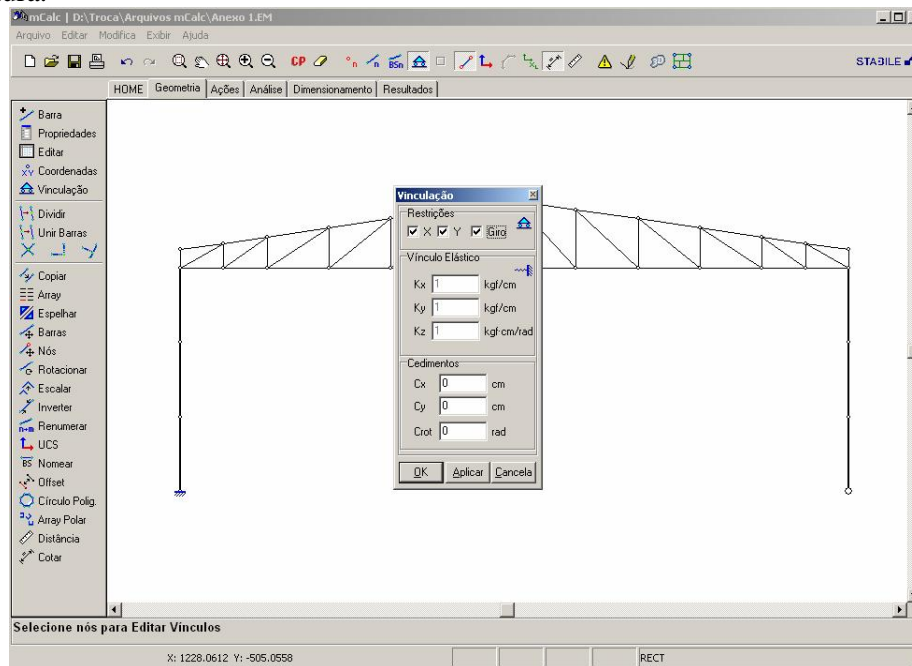 mCalc | D:\Troca\Arquivos mCalc\Anexo 1.EM
Arquivo Editar Modifica Exibir Ajuda
CP n n BSn STABILE
HOME Geometria Ações Análise Dimensionamento Resultados
Barra
Propriedades
Editar
XY Coordenadas
Vinculação
Dividir
Unir Barras
Copiar
Array
Espelhar
Barras
Nós
Rotacionar
Escalar
Inverter
n→m Renumerar
UCS
BS Nomear
Offset
Círculo Polig.
Array Polar
Distância
Cotar
Vinculação
Restrições
X Y Giro
Vínculo Elástico
Kx 1 kgf/cm
Ky 1 kgf/cm
Kz 1 kgf·cm/rad
Cedimentos
Cx 0 cm
Cy 0 cm
Crot 0 rad
OK Aplicar Cancela
Selecione nós para Editar Vínculos
X: 1228.0612 Y: -505.0558 RECT